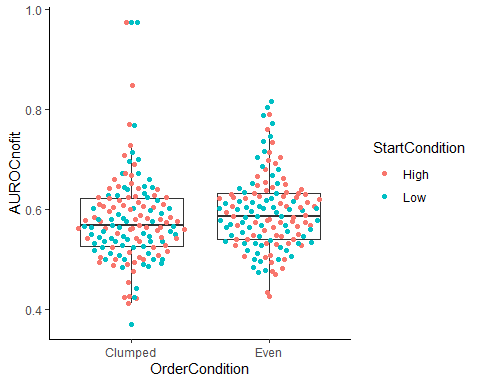 1.0
0.8
0.6
0.4
AUROCnofit
Clumped
Even
OrderCondition
StartCondition
High
Low